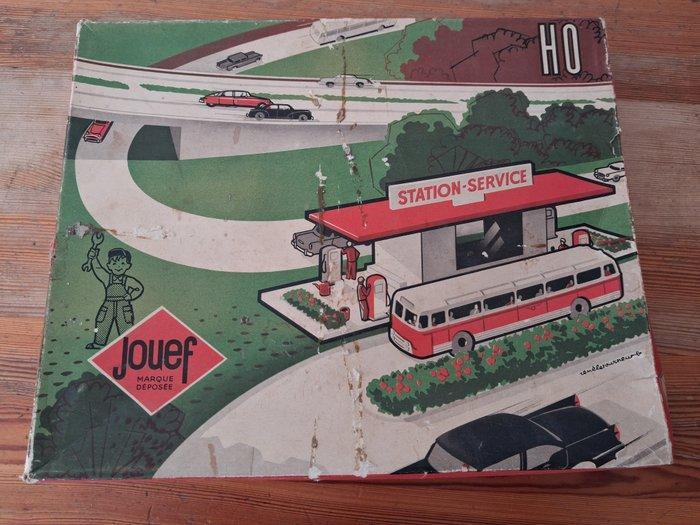 HO
STATION-SERVICE
Jouef
MARQUE
DÉPOSÉE